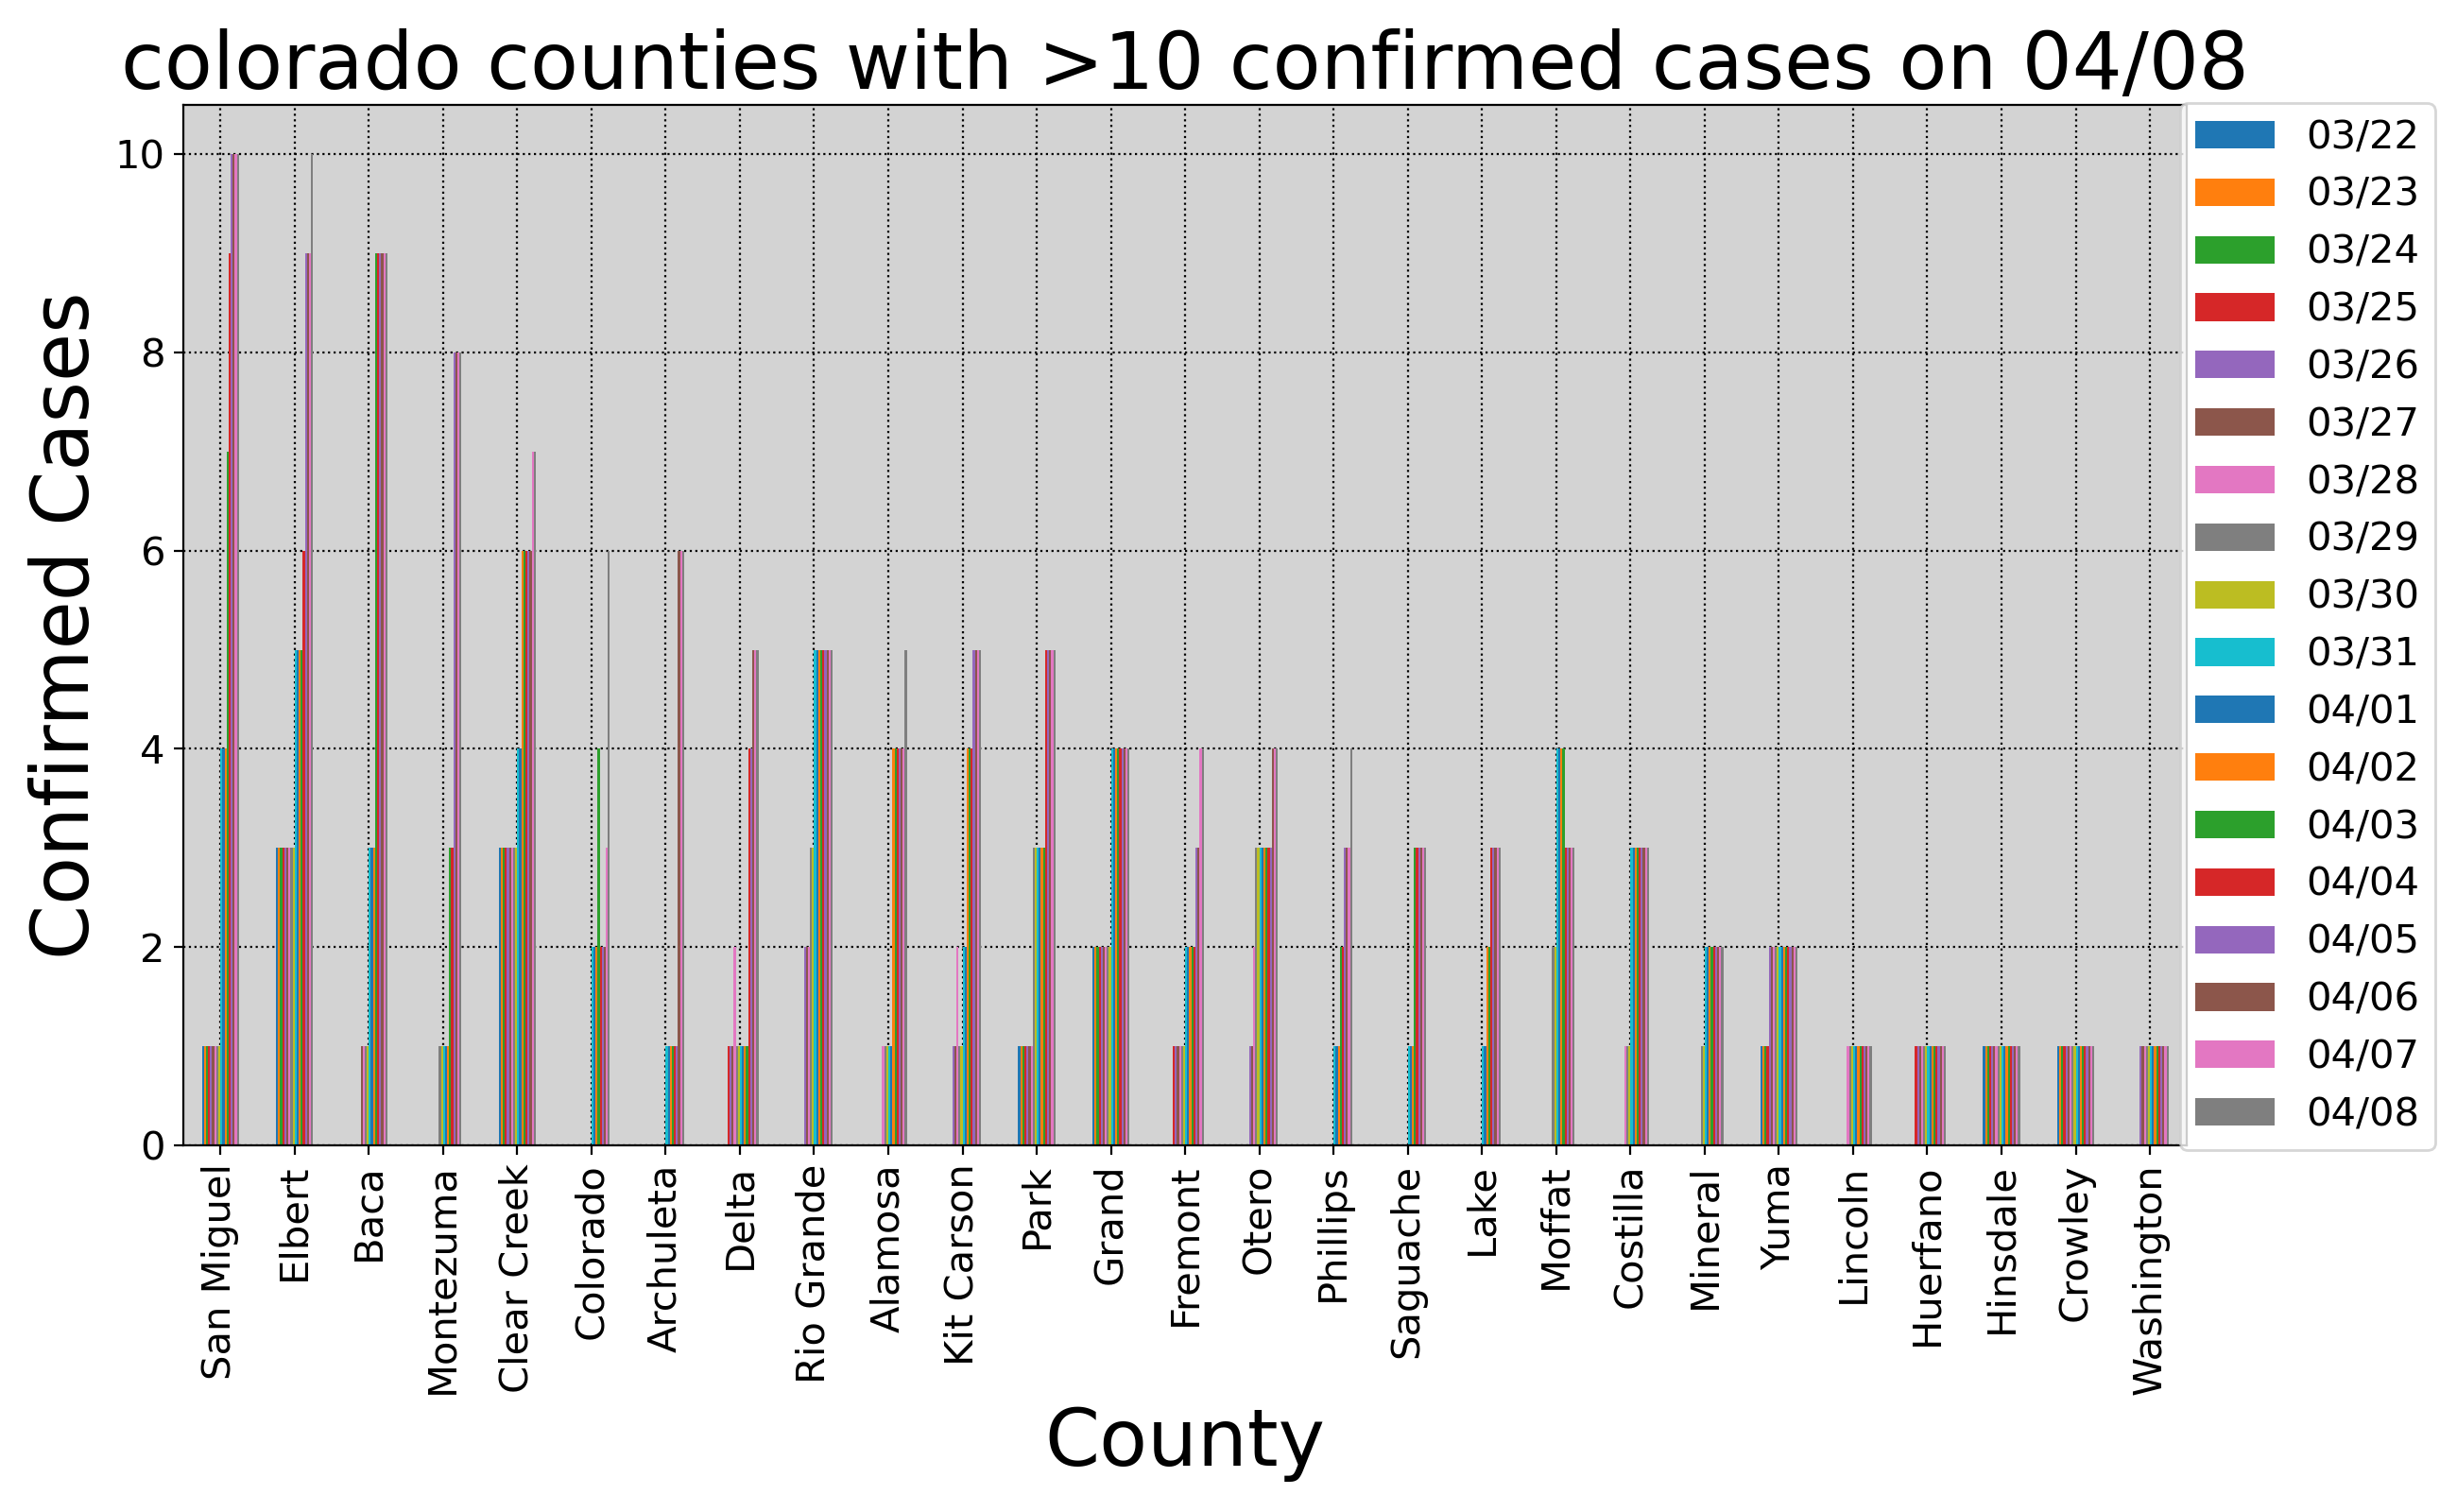 colorado counties with >10 confirmed cases on 04/08
Confirmed Cases
10
8
6
4
2
0
San Miguel
Elbert
Baca
Montezuma
Clear Creek
Colorado
Archuleta
Delta
Rio Grande
Alamosa
Kit Carson
Park
Grand
Fremont
Otero
Phillips
Saguache
Lake
Moffat
Costilla
Mineral
Yuma
Lincoln
Huerfano
Hinsdale
Crowley
Washington
County
03/22
03/23
03/24
03/25
03/26
03/27
03/28
03/29
03/30
03/31
04/01
04/02
04/03
04/04
04/05
04/06
04/07
04/08